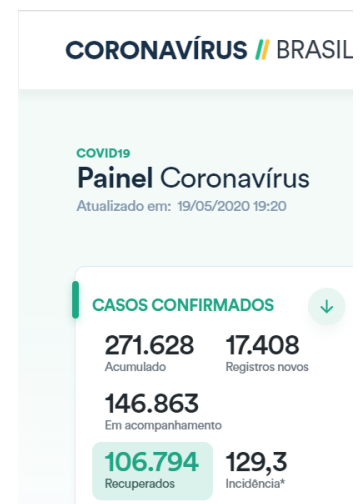 CORONAVÍRUS // BRASIL
COVID19
Painel Coronavírus
Atualizado em: 19/05/2020 19:20
CASOS CONFIRMADOS
271.628 17.408
Acumulado Registros novos
146.863
Em acompanhamento
106.794 129,3
Recuperados Incidência*